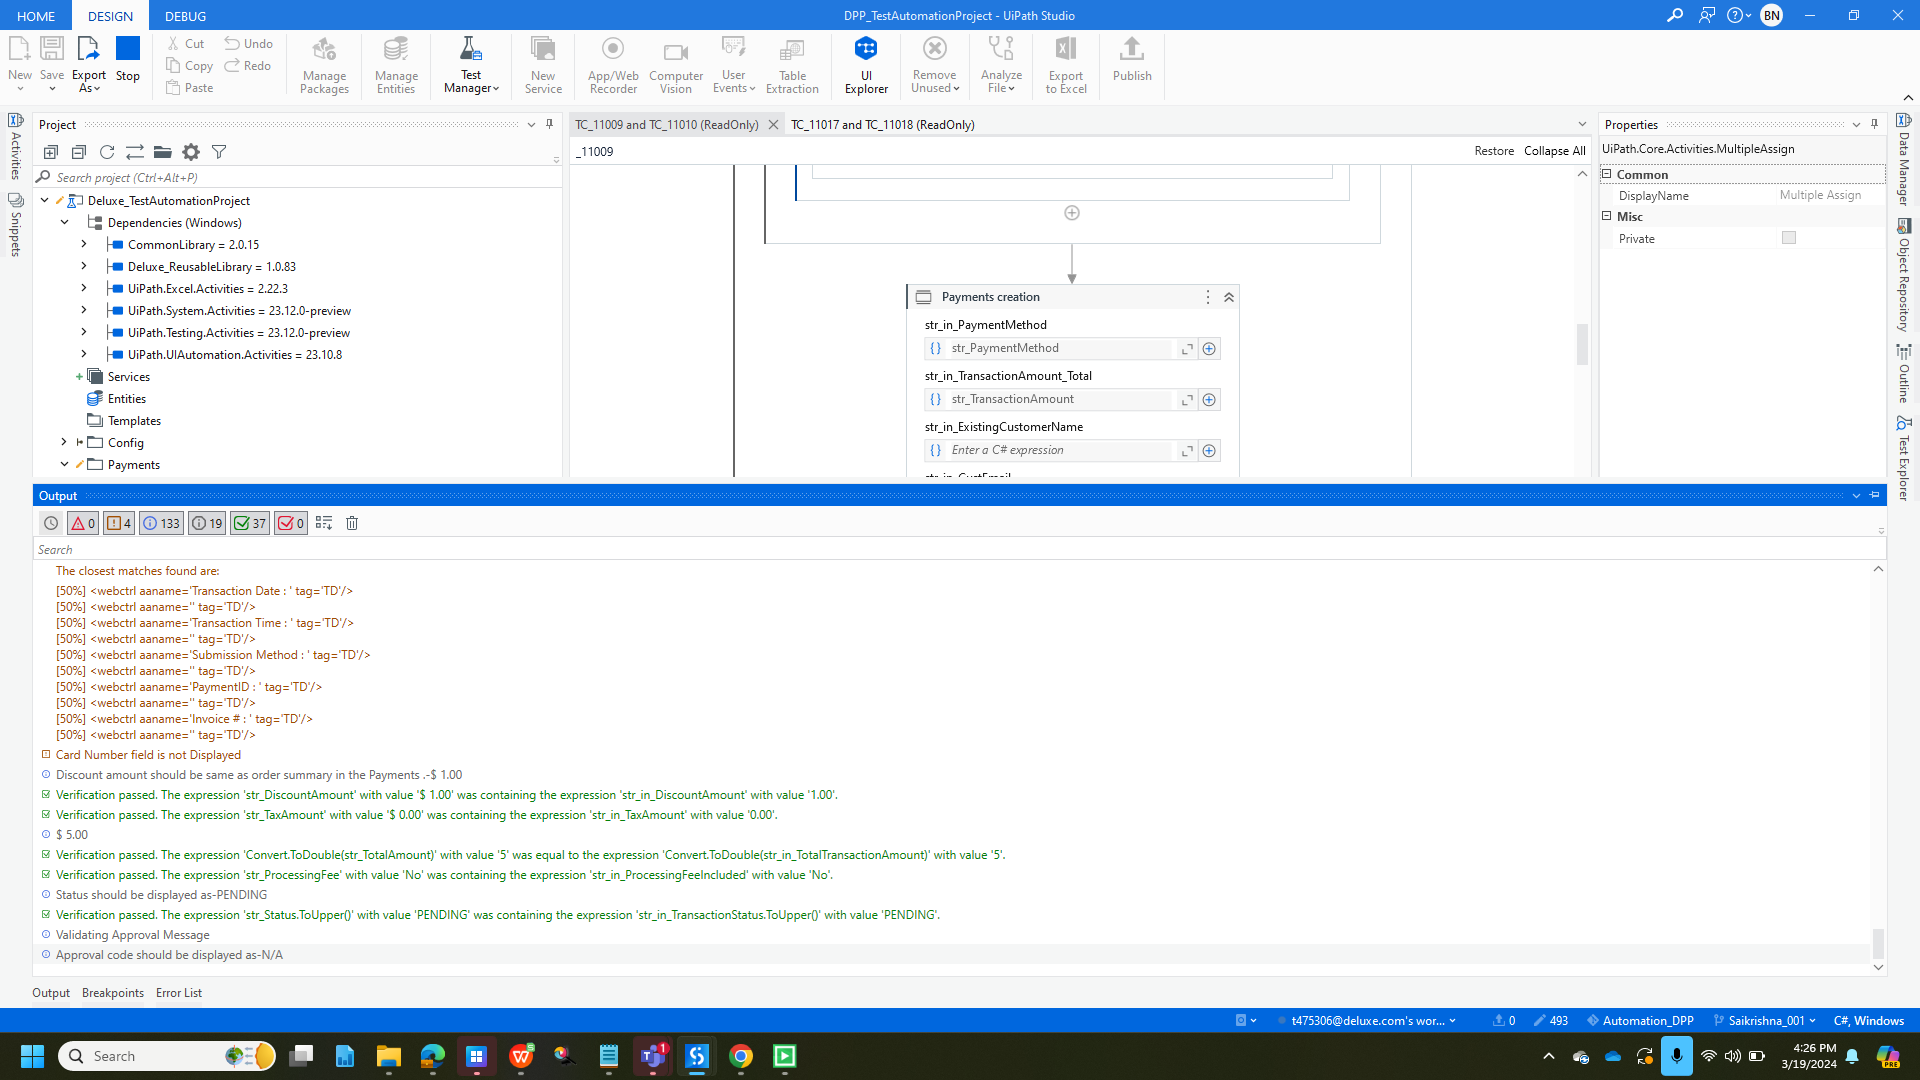 HOME DESIGN DEBUG DPP_TestAutomationProject - UiPath Studio BN
New Save Export As Stop
Cut Copy Paste Undo Redo
Manage Packages
Manage Entities
Test Manager
New Service
App/Web Recorder
Computer Vision
User Events
Table Extraction
UI Explorer
Remove Unused
Analyze File
Export to Excel
Publish
Activities
Snippets
Project
Search project (Ctrl+Alt+P)
Deluxe_TestAutomationProject
Dependencies (Windows)
CommonLibrary = 2.0.15
Deluxe_ReusableLibrary = 1.0.83
UiPath.Excel.Activities = 2.22.3
UiPath.System.Activities = 23.12.0-preview
UiPath.Testing.Activities = 23.12.0-preview
UiPath.UIAutomation.Activities = 23.10.8
Services
Entities
Templates
Config
Payments
TC_11009 and TC_11010 (ReadOnly) TC_11017 and TC_11018 (ReadOnly)
_11009 Restore Collapse All
Payments creation
str_in_PaymentMethod
str_PaymentMethod
str_in_TransactionAmount_Total
str_TransactionAmount
str_in_ExistingCustomerName
Enter a C# expression
str_in_CustEmail
Properties
UiPath.Core.Activities.MultipleAssign
Common
DisplayName Multiple Assign
Misc
Private
Data Manager
Object Repository
Outline
Test Explorer
Output
0 4 133 19 37 0
Search
The closest matches found are:
[50%] <webctrl aaname='Transaction Date : ' tag='TD'/>
[50%] <webctrl aaname='' tag='TD'/>
[50%] <webctrl aaname='Transaction Time : ' tag='TD'/>
[50%] <webctrl aaname='' tag='TD'/>
[50%] <webctrl aaname='Submission Method : ' tag='TD'/>
[50%] <webctrl aaname='' tag='TD'/>
[50%] <webctrl aaname='PaymentID : ' tag='TD'/>
[50%] <webctrl aaname='' tag='TD'/>
[50%] <webctrl aaname='Invoice # : ' tag='TD'/>
[50%] <webctrl aaname='' tag='TD'/>
Card Number field is not Displayed
Discount amount should be same as order summary in the Payments .-$ 1.00
Verification passed. The expression 'str_DiscountAmount' with value '$ 1.00' was containing the expression 'str_in_DiscountAmount' with value '1.00'.
Verification passed. The expression 'str_TaxAmount' with value '$ 0.00' was containing the expression 'str_in_TaxAmount' with value '0.00'.
$ 5.00
Verification passed. The expression 'Convert.ToDouble(str_TotalAmount)' with value '5' was equal to the expression 'Convert.ToDouble(str_in_TotalTransactionAmount)' with value '5'.
Verification passed. The expression 'str_ProcessingFee' with value 'No' was containing the expression 'str_in_ProcessingFeeIncluded' with value 'No'.
Status should be displayed as-PENDING
Verification passed. The expression 'str_Status.ToUpper()' with value 'PENDING' was containing the expression 'str_in_TransactionStatus.ToUpper()' with value 'PENDING'.
Validating Approval Message
Approval code should be displayed as-N/A
Output Breakpoints Error List
t475306@deluxe.com's wor... 0 493 Automation_DPP Saikrishna_001 C#, Windows
Search
1
4:26 PM
3/19/2024
PRE